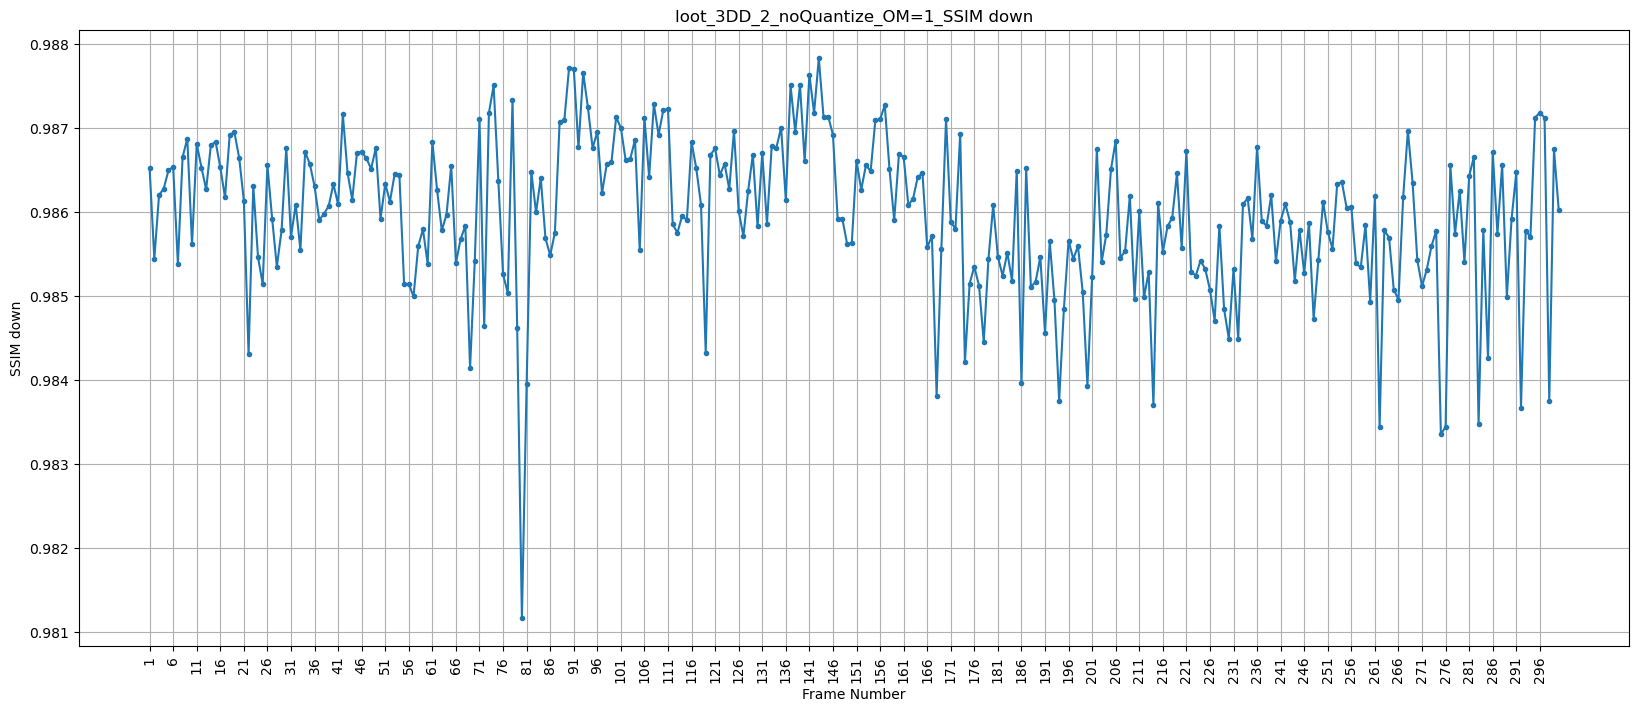 loot_3DD_2_noQuantize_OM=1_SSIM down
0.988
0.987
0.986
0.985
0.984
0.983
0.982
0.981
SSIM down
1 6 11 16 21 26 31 36 41 46 51 56 61 66 71 76 81 86 91 96 101 106 111 116 121 126 131 136 141 146 151 156 161 166 171 176 181 186 191 196 201 206 211 216 221 226 231 236 241 246 251 256 261 266 271 276 281 286 291 296
Frame Number